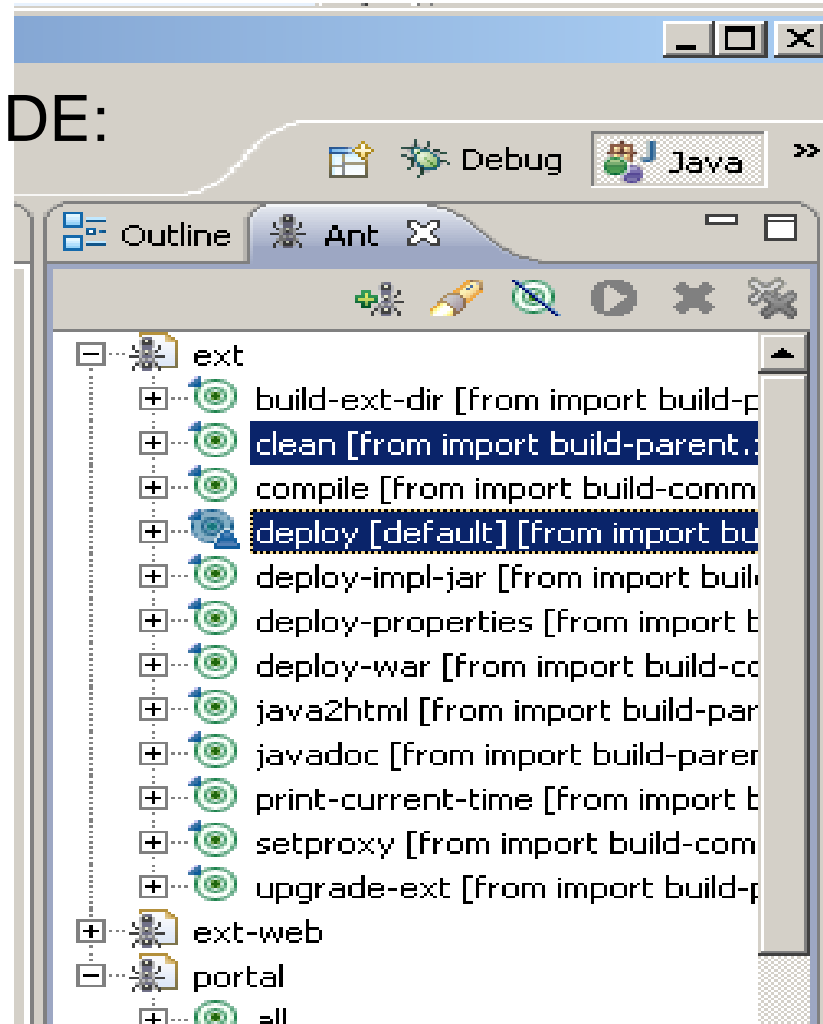 DE:
Debug Java »
Outline Ant
ext
build-ext-dir [from import build-p
clean [from import build-parent.
compile [from import build-comm
deploy [default] [from import bu
deploy-impl-jar [from import buil
deploy-properties [from import b
deploy-war [from import build-co
java2html [from import build-par
javadoc [from import build-paren
print-current-time [from import b
setproxy [from import build-com
upgrade-ext [from import build-p
ext-web
portal
all